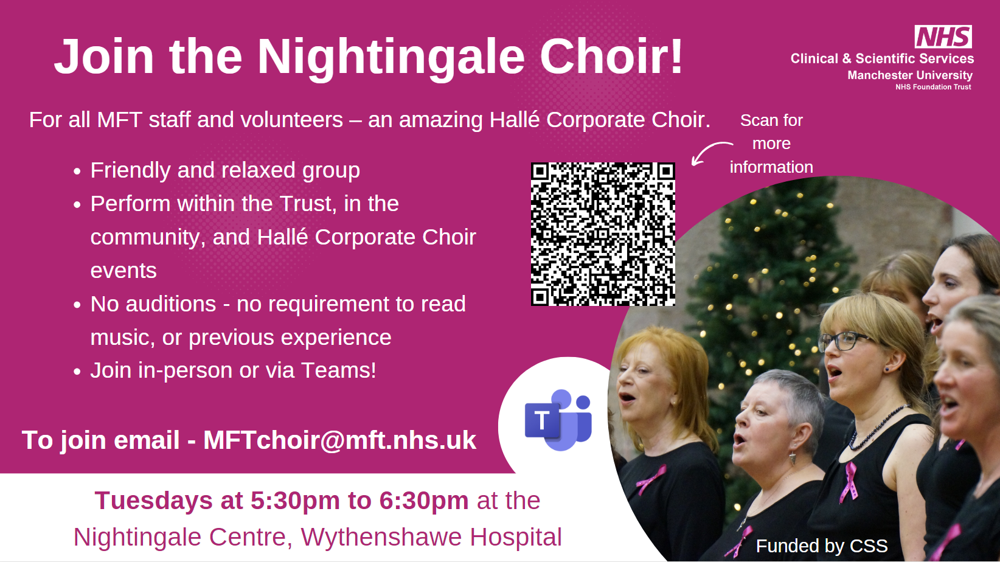 Join the Nightingale Choir!
NHS
Clinical & Scientific Services
Manchester University
NHS Foundation Trust
For all MFT staff and volunteers – an amazing Hallé Corporate Choir.
Scan for
more
information
• Friendly and relaxed group
• Perform within the Trust, in the
community, and Hallé Corporate Choir
events
• No auditions - no requirement to read
music, or previous experience
• Join in-person or via Teams!
T
To join email - MFTchoir@mft.nhs.uk
Tuesdays at 5:30pm to 6:30pm at the
Nightingale Centre, Wythenshawe Hospital
Funded by CSS